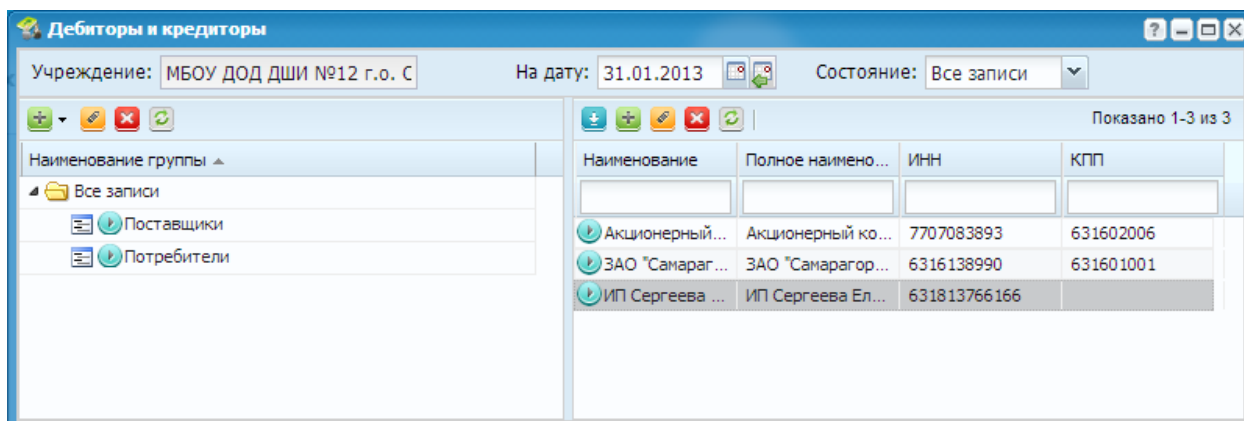 Дебиторы и кредиторы
Учреждение: МБОУ ДОД ДШИ №12 г.о. С На дату: 31.01.2013 Состояние: Все записи
Показано 1-3 из 3
Наименование группы Наименование Полное наимено... ИНН КПП
Все записи
Поставщики
Потребители
Акционерный... Акционерный ко... 7707083893 631602006
ЗАО "Самараг... ЗАО "Самарагор... 6316138990 631601001
ИП Сергеева ... ИП Сергеева Ел... 631813766166